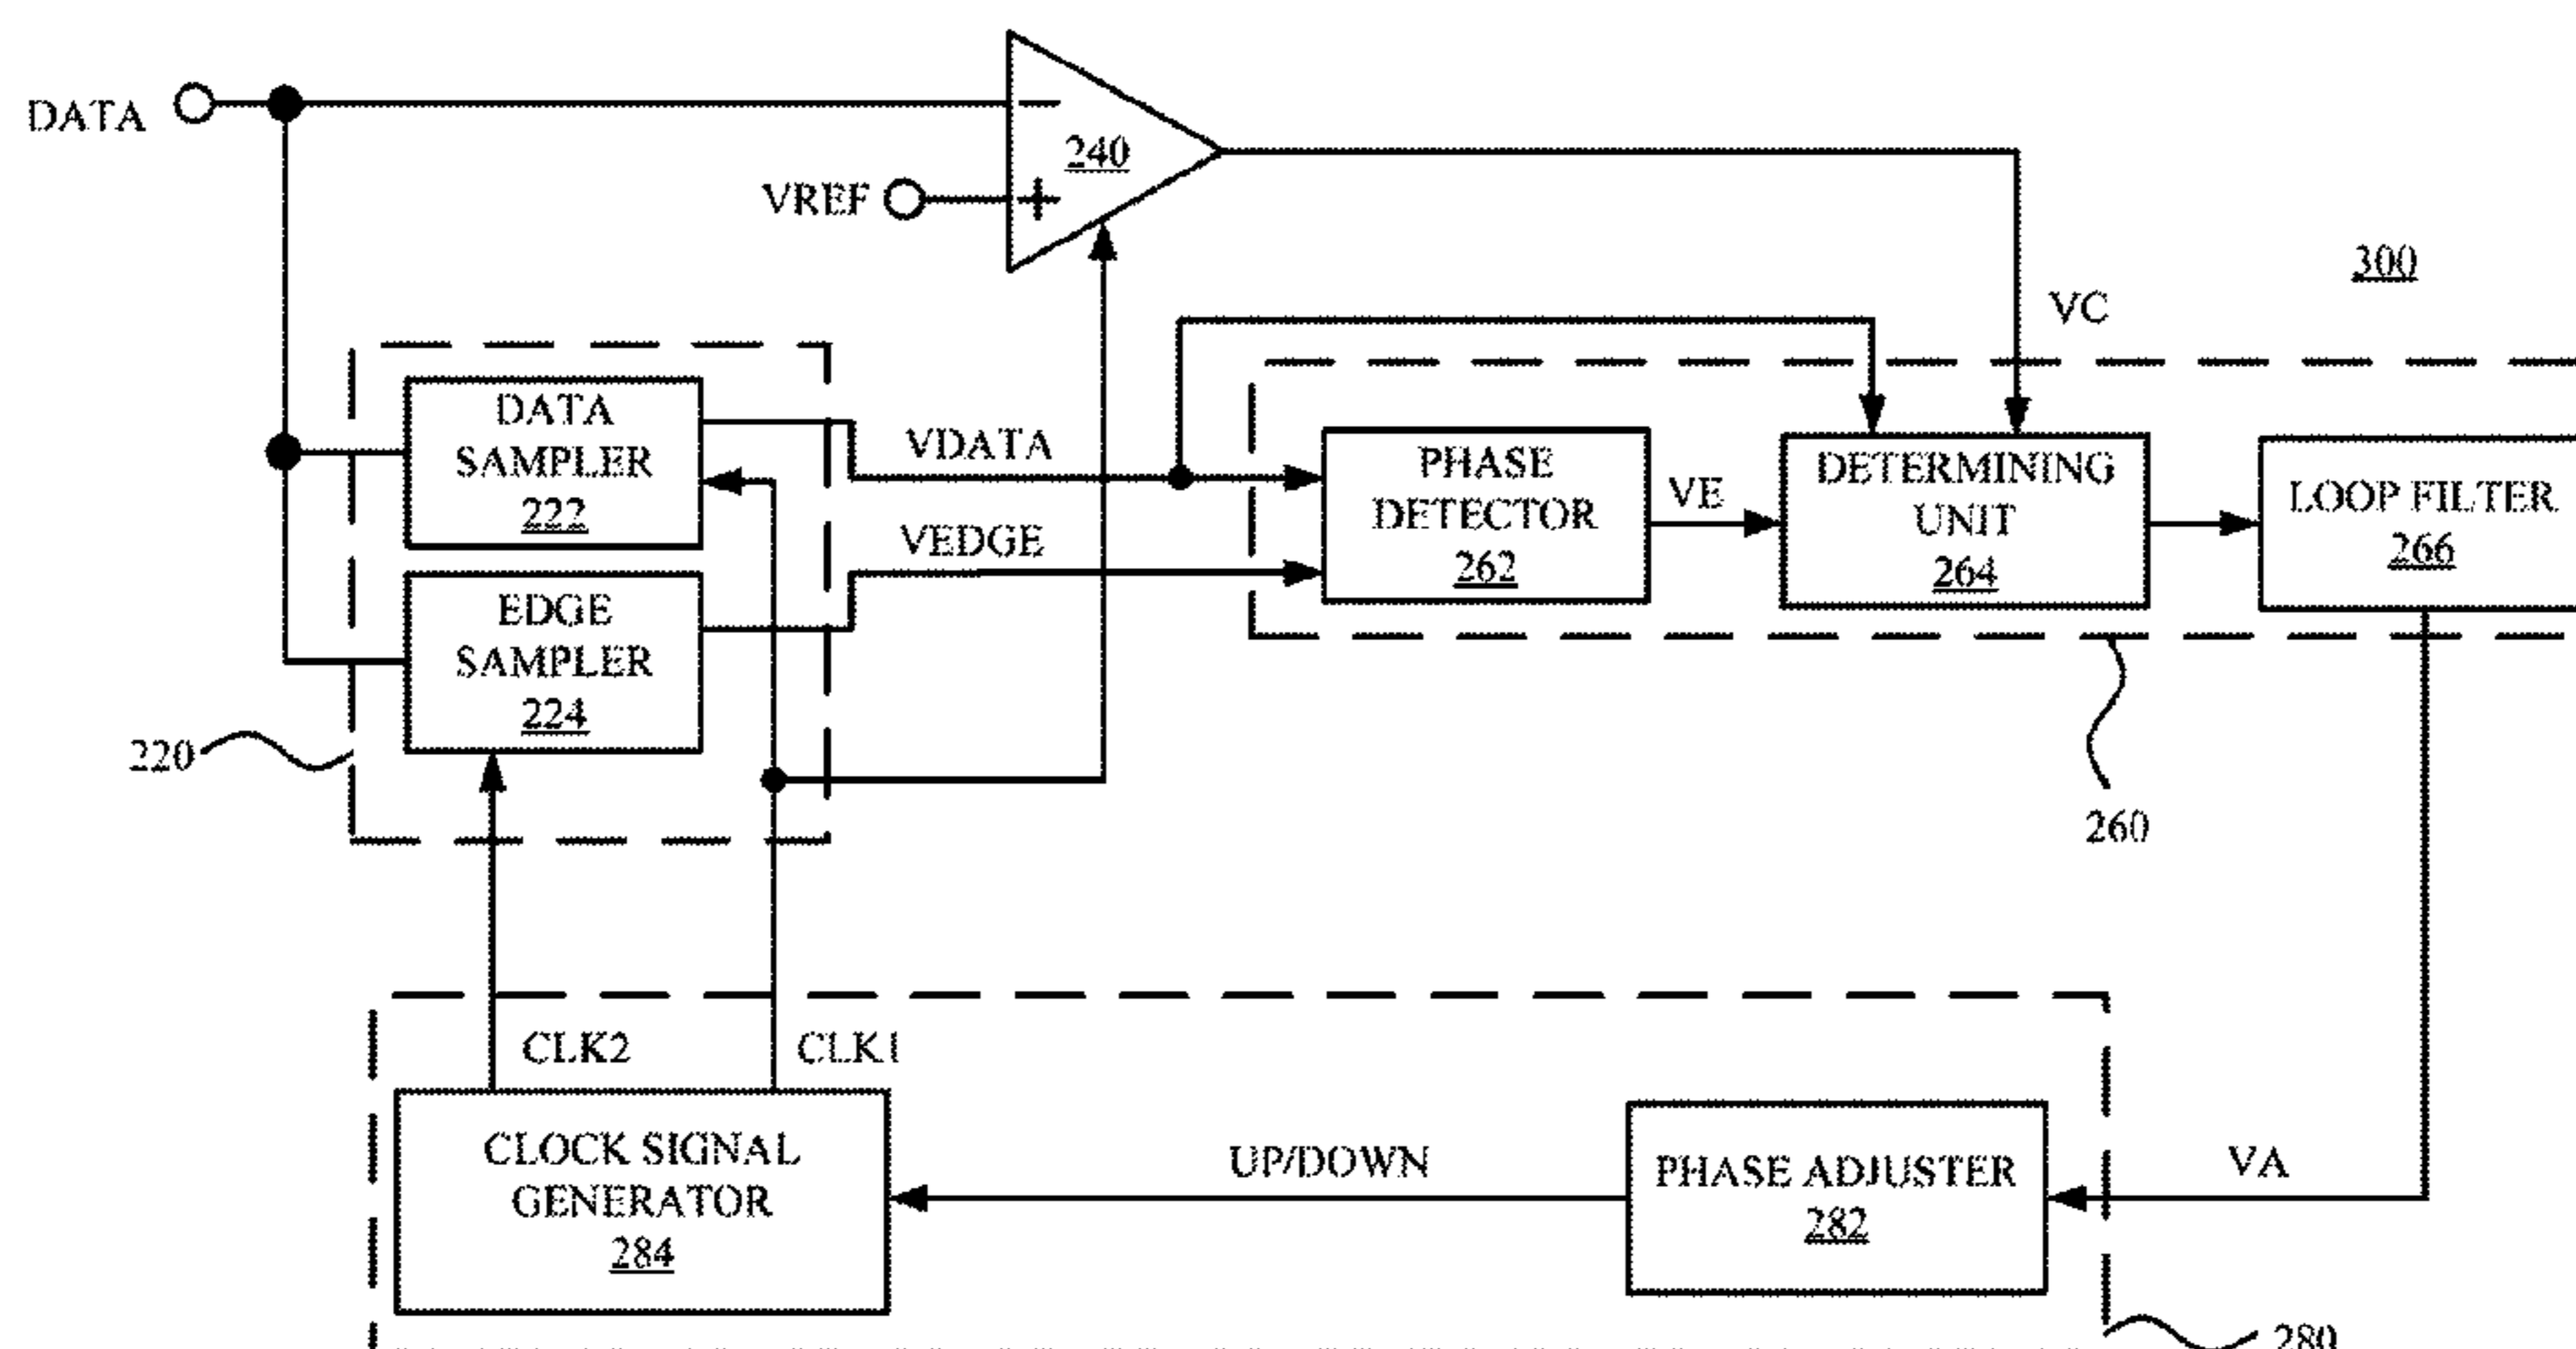 DATA
240
VREF
300
VC
DATA
SAMPLER
222
VDATA
PHASE
DETECTOR
262
VE
DETERMINING
UNIT
264
LOOP FILTER
266
VEDGE
EDGE
SAMPLER
224
220
260
CLK2
CLK1
CLOCK SIGNAL
GENERATOR
284
UP/DOWN
PHASE ADJUSTER
282
VA
280